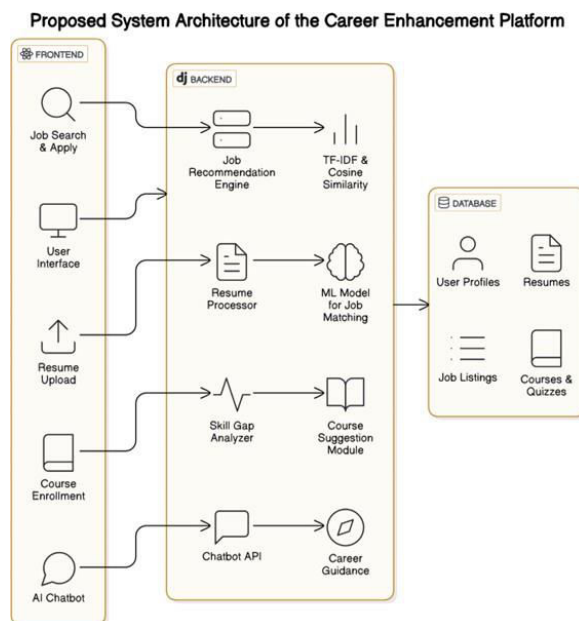 Proposed System Architecture of the Career Enhancement Platform
FRONTEND
Job Search
& Apply
User
Interface
Resume
Upload
Course
Enrollment
AI Chatbot
dj BACKEND
Job
Recommendation
Engine
TF-IDF &
Cosine
Similarity
Resume
Processor
ML Model
for Job
Matching
Skill Gap
Analyzer
Course
Suggestion
Module
Chatbot API
Career
Guidance
DATABASE
User Profiles
Resumes
Job Listings
Courses &
Quizzes